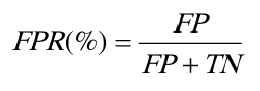 FPR(%) = FP / (FP + TN)